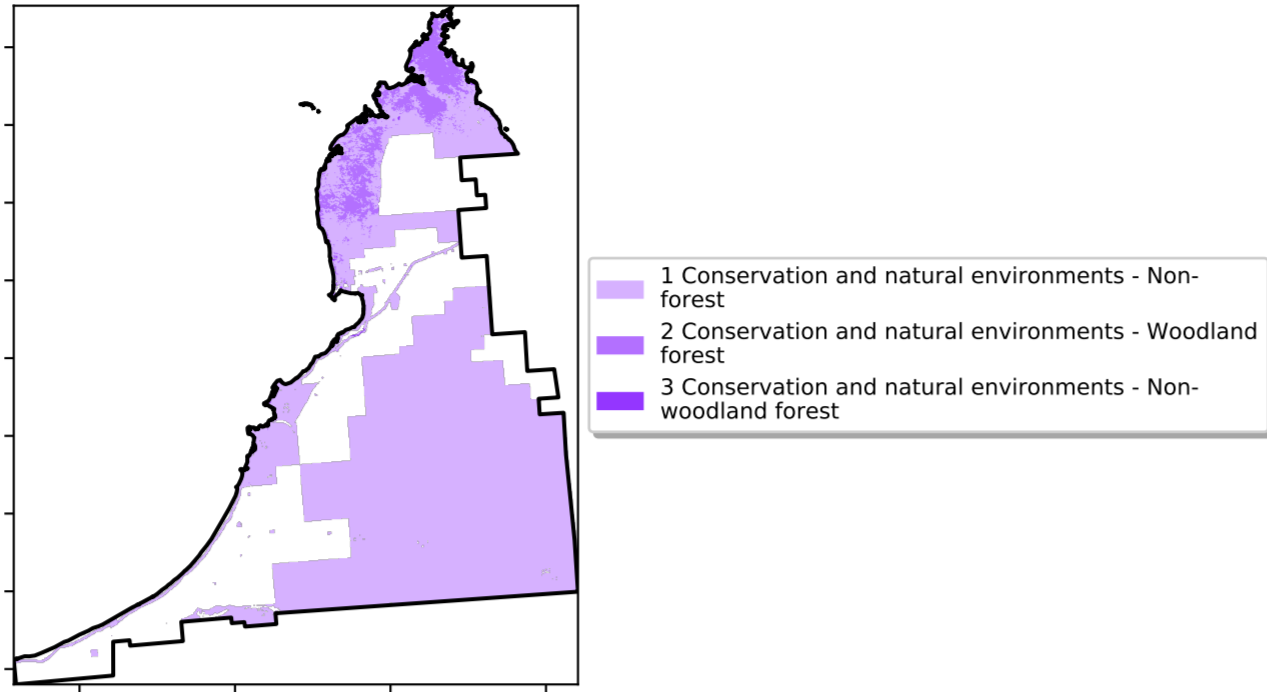 1 Conservation and natural environments - Non-
forest
2 Conservation and natural environments - Woodland
forest
3 Conservation and natural environments - Non-
woodland forest